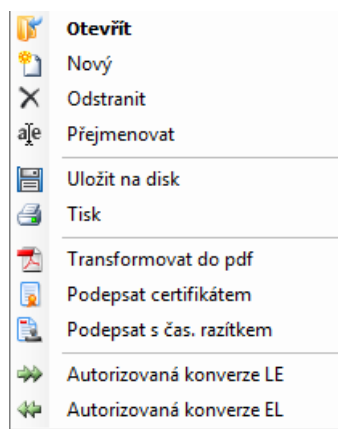 Otevřít
Nový
Odstranit
Přejmenovat
Uložit na disk
Tisk
Transformovat do pdf
Podepsat certifikátem
Podepsat s čas. razítkem
Autorizovaná konverze LE
Autorizovaná konverze EL